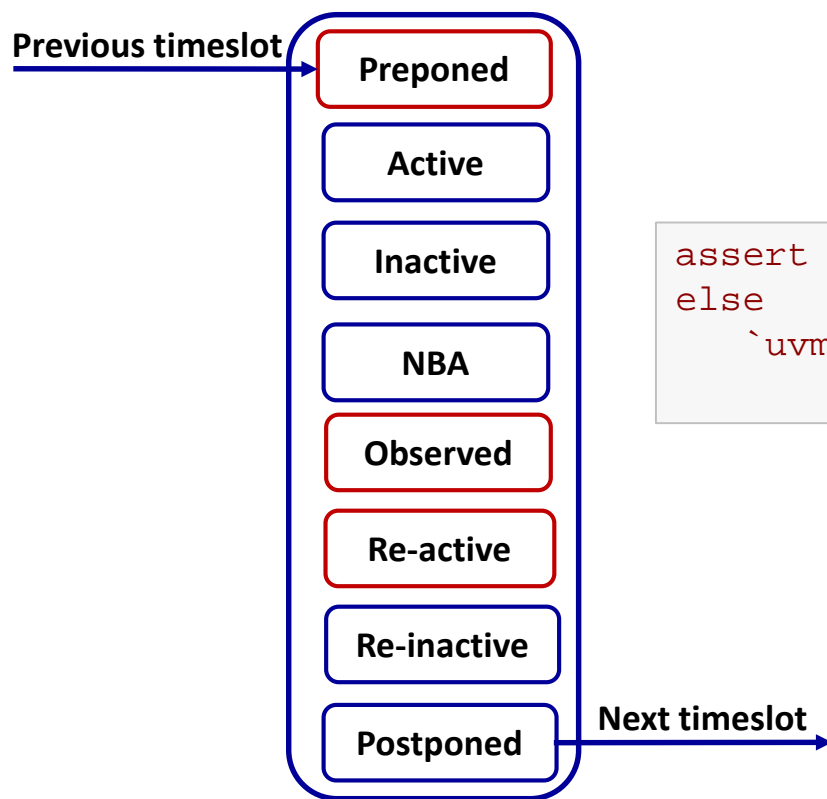 Previous timeslot
Preponed
Active
Inactive
NBA
Observed
Re-active
Re-inactive
Postponed
Next timeslot
assert
else
`uvm